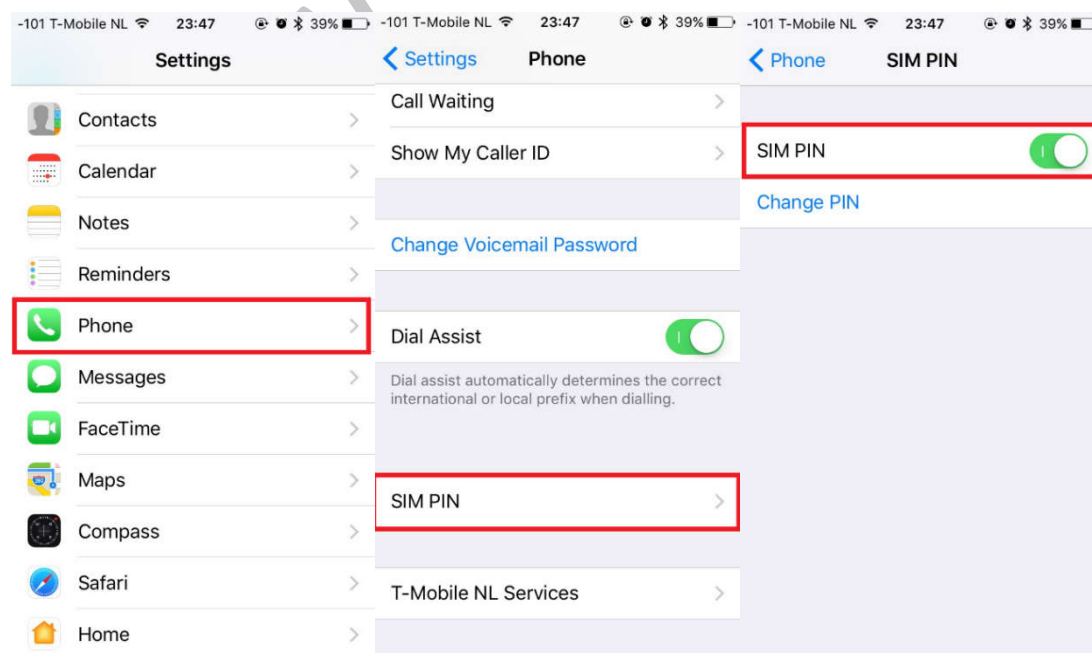 -101 T-Mobile NL 23:47 39%
Settings
Contacts
Calendar
Notes
Reminders
Phone
Messages
FaceTime
Maps
Compass
Safari
Home
-101 T-Mobile NL 23:47 39%
Settings Phone
Call Waiting
Show My Caller ID
Change Voicemail Password
Dial Assist
Dial assist automatically determines the correct
international or local prefix when dialling.
SIM PIN
T-Mobile NL Services
-101 T-Mobile NL 23:47 39%
Phone SIM PIN
SIM PIN
Change PIN